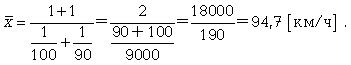 x̄ = (1+1)/(1/100 + 1/90) = 2/((90+100)/9000) = 18000/190 = 94,7 [км/ч] .